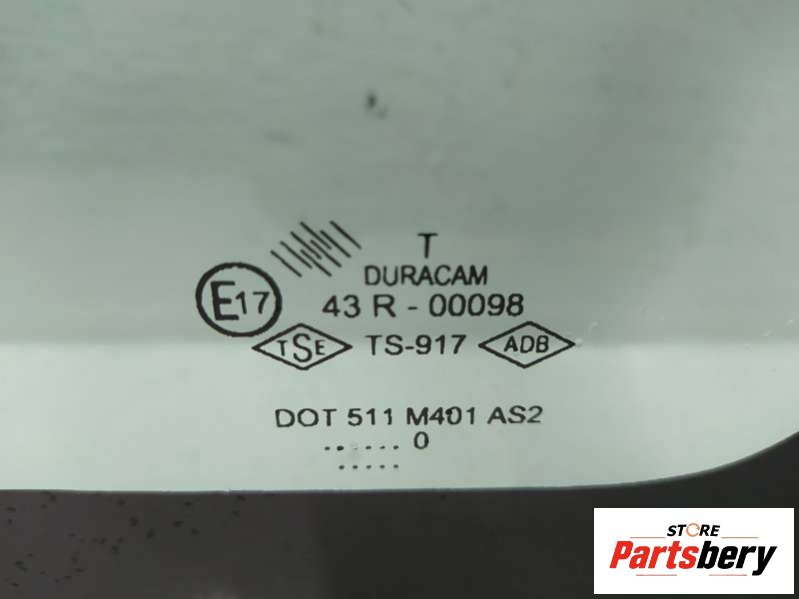 T
DURACAM
E17
43 R - 00098
TSE TS-917 ADB
DOT 511 M401 AS2
....... 0
.....
STORE
Partsbery